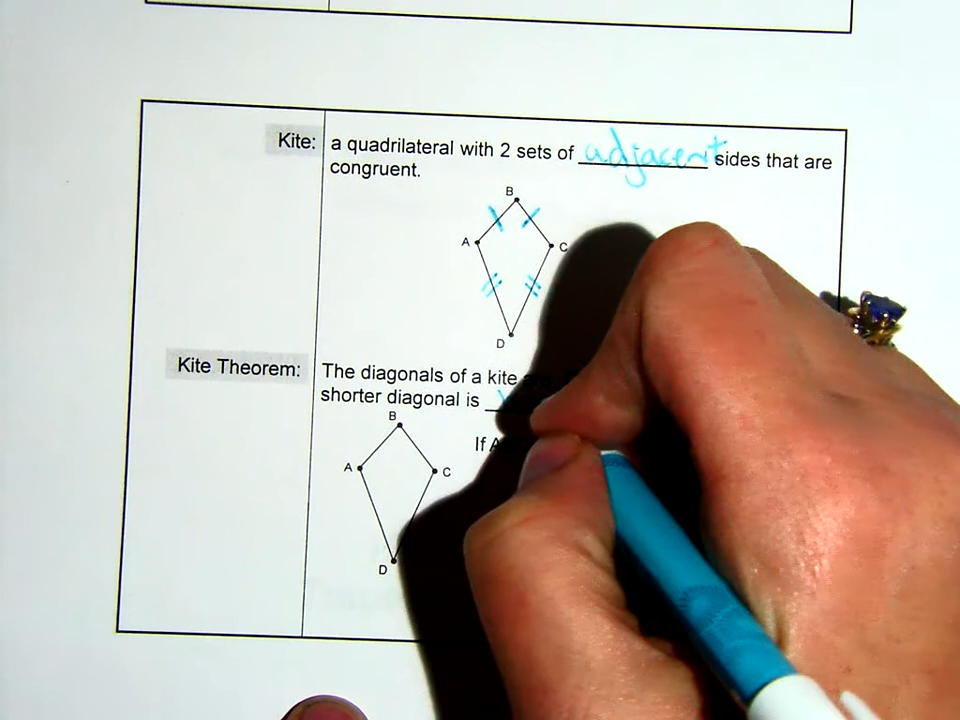 Kite: a quadrilateral with 2 sets of adjacent sides that are
congruent.
B
A
C
D
Kite Theorem: The diagonals of a kite
shorter diagonal is
B
If
A
C
D